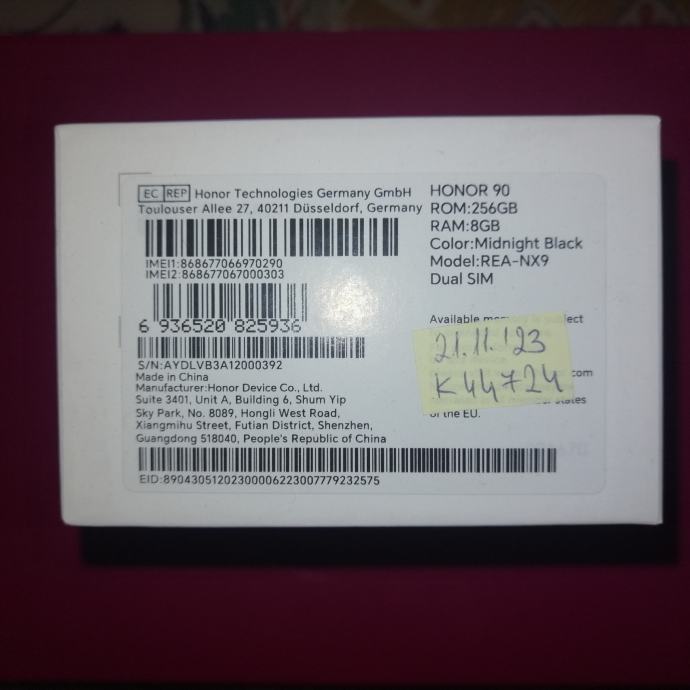 EC REP Honor Technologies Germany GmbH
Toulouser Allee 27, 40211 Düsseldorf, Germany
IMEI1:868677066970290
IMEI2:868677067000303
6 936520 825936
S/N:AYDLVB3A12000392
Made in China
Manufacturer:Honor Device Co., Ltd.
Suite 3401, Unit A, Building 6, Shum Yip
Sky Park, No. 8089, Hongli West Road,
Xiangmihu Street, Futian District, Shenzhen,
Guangdong 518040, People's Republic of China
EID:89043051202300006223007779232575
HONOR 90
ROM:256GB
RAM:8GB
Color:Midnight Black
Model:REA-NX9
Dual SIM
Available
21.11.'23
K44724
of the EU.